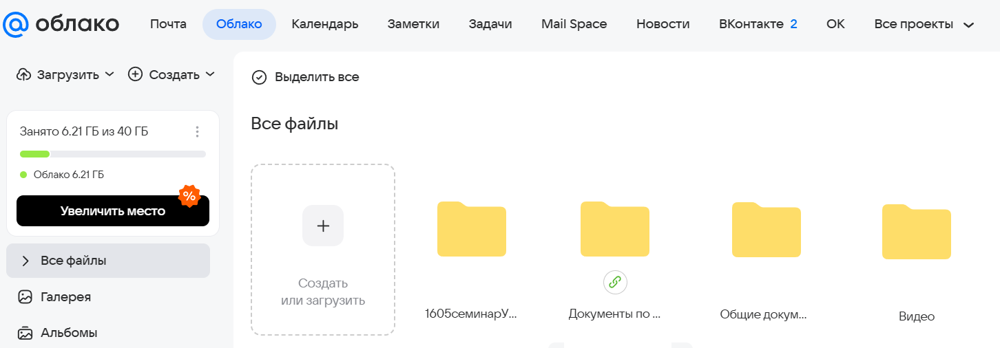 облако Почта Облако Календарь Заметки Задачи Mail Space Новости ВКонтакте 2 ОК Все проекты
Загрузить Создать
Выделить все
Занято 6.21 ГБ из 40 ГБ
Облако 6.21 ГБ
%
Увеличить место
Все файлы
Галерея
Альбомы
Все файлы
+
Создать
или загрузить
1605семинарУ...
Документы по ...
Общие докум...
Видео